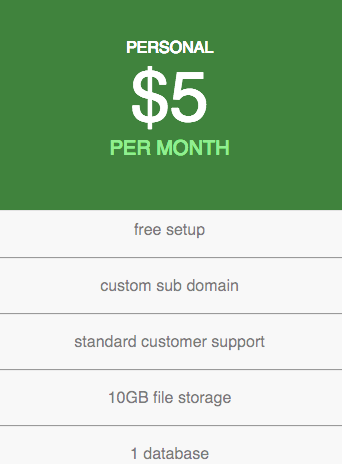 PERSONAL
$5
PER MONTH
free setup
custom sub domain
standard customer support
10GB file storage
1 database